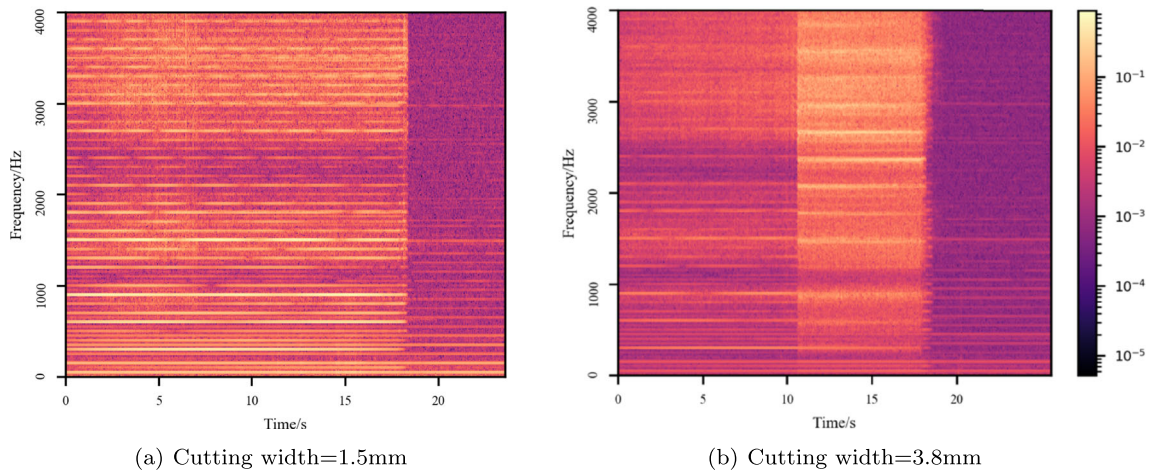 4000
3000
2000
1000
0
Frequency/Hz
0 5 10 15 20
Time/s
(a) Cutting width=1.5mm
4000
3000
2000
1000
0
Frequency/Hz
0 5 10 15 20
Time/s
(b) Cutting width=3.8mm
10⁻¹
10⁻²
10⁻³
10⁻⁴
10⁻⁵